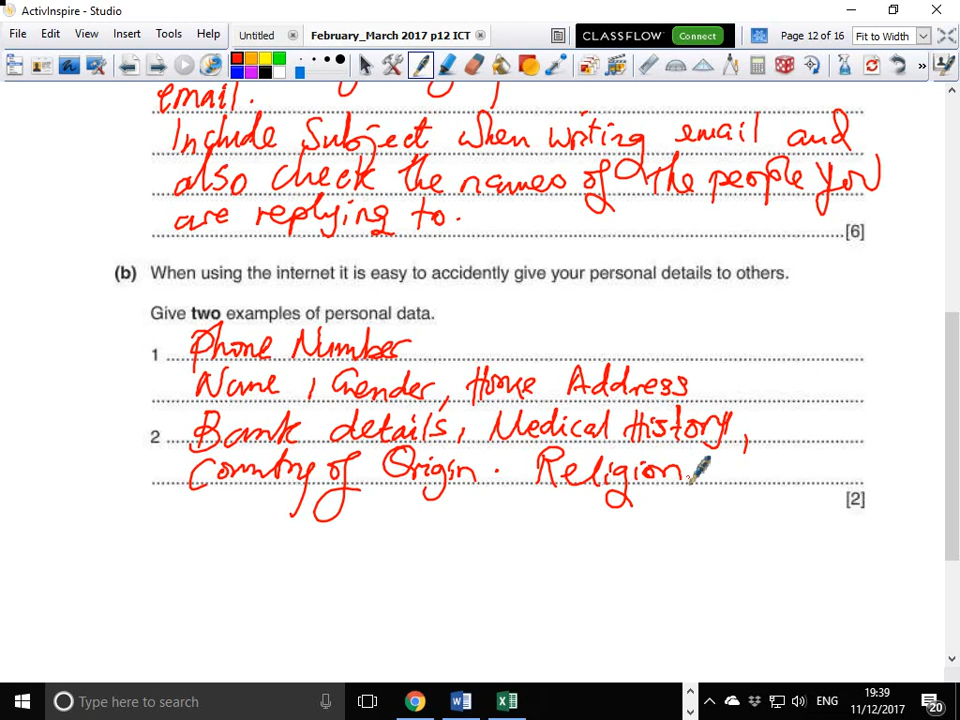 ActivInspire - Studio
File Edit View Insert Tools Help Untitled February_March 2017 p12 ICT CLASSFLOW Connect Page 12 of 16 Fit to Width
email.
Include Subject when writing email and
also check the names of the people you
are replying to.
[6]
(b) When using the internet it is easy to accidently give your personal details to others.
Give two examples of personal data.
1 Phone Number
Name, Gender, Home Address
2 Bank details, Medical History,
Country of Origin. Religion
[2]
Type here to search
ENG
19:39
11/12/2017
20